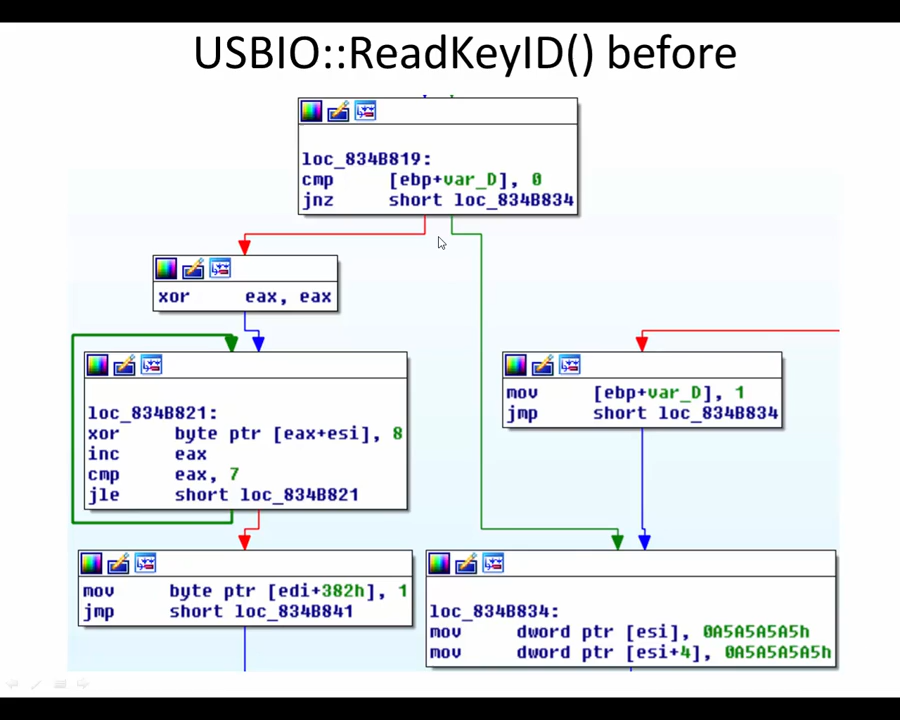 USBIO::ReadKeyID() before
loc_834B819:
cmp [ebp+var_D], 0
jnz short loc_834B834
xor eax, eax
loc_834B821:
xor byte ptr [eax+esi], 8
inc eax
cmp eax, 7
jle short loc_834B821
mov [ebp+var_D], 1
jmp short loc_834B834
mov byte ptr [edi+382h], 1
jmp short loc_834B841
loc_834B834:
mov dword ptr [esi], 0A5A5A5A5h
mov dword ptr [esi+4], 0A5A5A5A5h